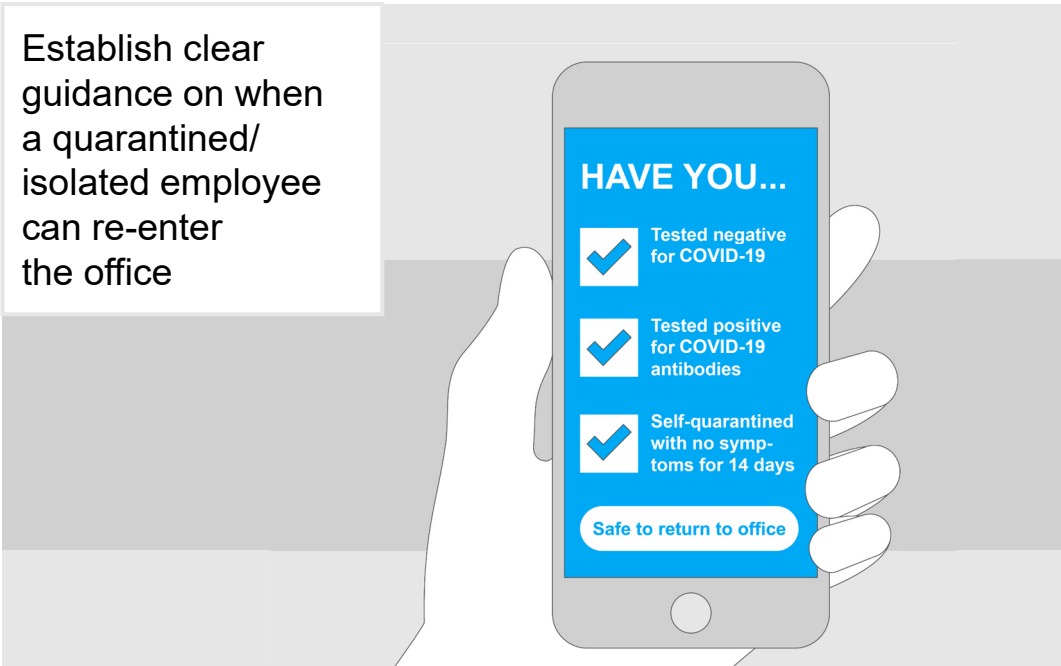 Establish clear
guidance on when
a quarantined/
isolated employee
can re-enter
the office
HAVE YOU...
Tested negative
for COVID-19
Tested positive
for COVID-19
antibodies
Self-quarantined
with no symp-
toms for 14 days
Safe to return to office